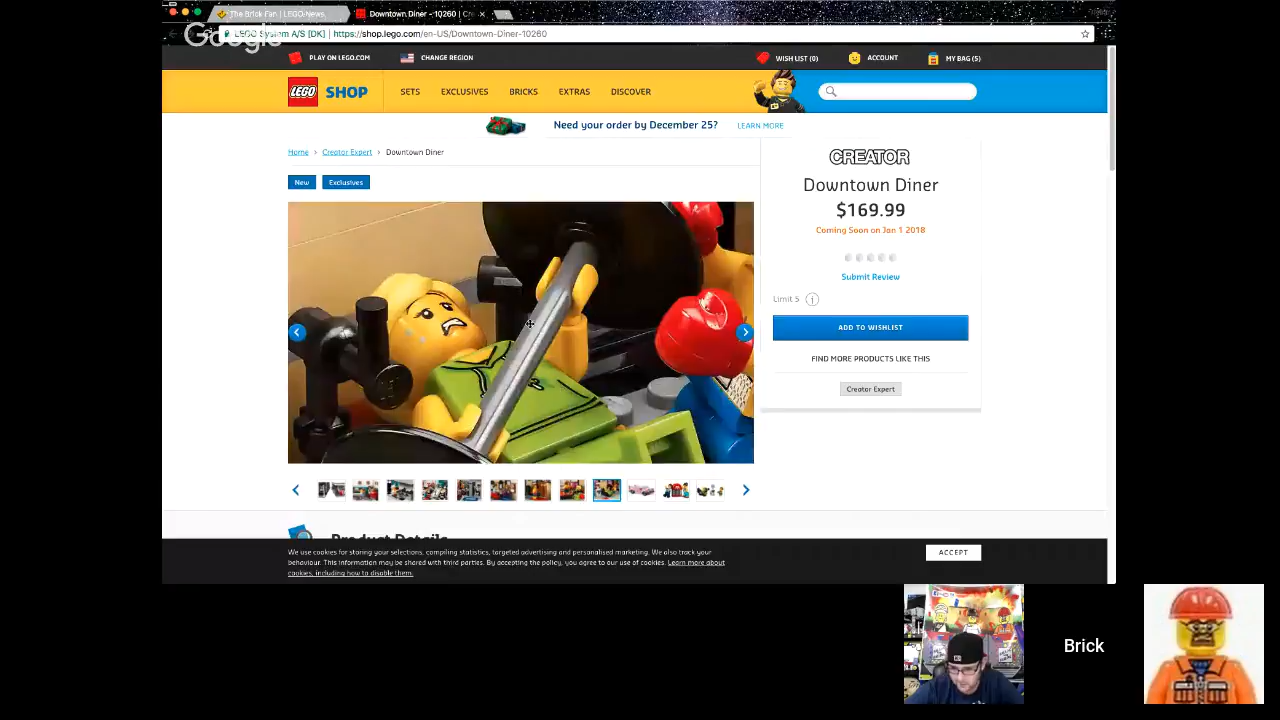 The Brick Fan | LEGO News,
Downtown Diner - 10260 | Cr
Google
LEGO System A/S [DK] | https://shop.lego.com/en-US/Downtown-Diner-10260
PLAY ON LEGO.COM
CHANGE REGION
WISH LIST (0)
ACCOUNT
MY BAG (5)
LEGO
SHOP
SETS
EXCLUSIVES
BRICKS
EXTRAS
DISCOVER
Need your order by December 25?
LEARN MORE
Home > Creator Expert > Downtown Diner
New
Exclusives
CREATOR
Downtown Diner
$169.99
Coming Soon on Jan 1 2018
Submit Review
Limit 5
ADD TO WISHLIST
FIND MORE PRODUCTS LIKE THIS
Creator Expert
Product Details
We use cookies for storing your selections, compiling statistics, targeted advertising and personalised marketing. We also track your
behaviour. This information may be shared with third parties. By accepting the policy, you agree to our use of cookies. Learn more about
cookies, including how to disable them.
ACCEPT
Brick